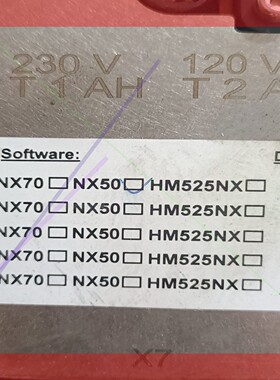 230 V 120 V
T 1 AH T 2 A
Software:
NX70 □ NX50 □ HM525NX □
NX70 □ NX50 □ HM525NX □
NX70 □ NX50 □ HM525NX □
NX70 □ NX50 □ HM525NX □
NX70 □ NX50 □ HM525NX □
X7